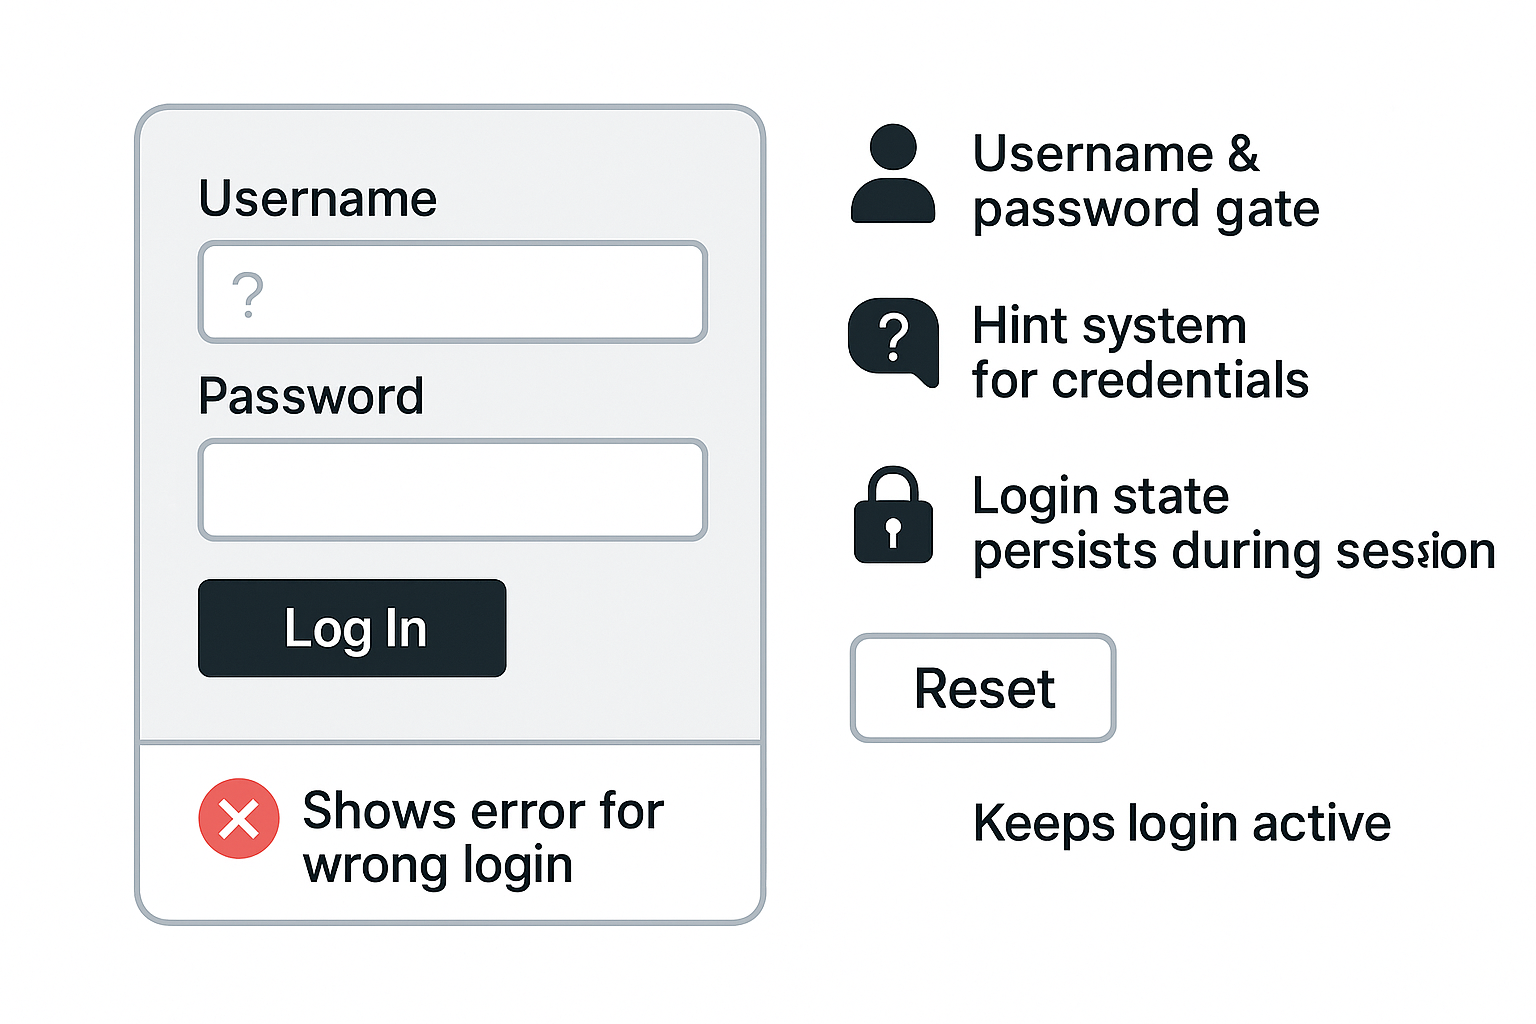 Username
?
Password
Log In
Shows error for
wrong login
Username &
password gate
?
Hint system
for credentials
Login state
persists during session
Reset
Keeps login active